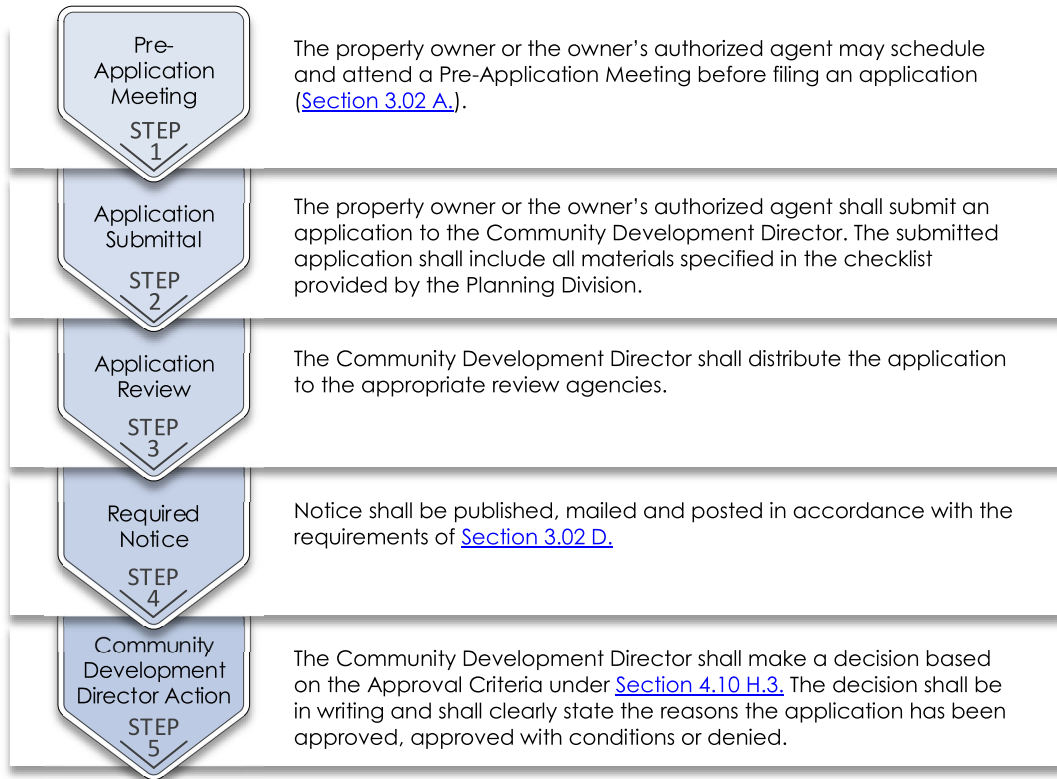 Pre-
Application
Meeting
STEP
1
The property owner or the owner’s authorized agent may schedule
and attend a Pre-Application Meeting before filing an application
(Section 3.02 A.).
Application
Submittal
STEP
2
The property owner or the owner’s authorized agent shall submit an
application to the Community Development Director. The submitted
application shall include all materials specified in the checklist
provided by the Planning Division.
Application
Review
STEP
3
The Community Development Director shall distribute the application
to the appropriate review agencies.
Required
Notice
STEP
4
Notice shall be published, mailed and posted in accordance with the
requirements of Section 3.02 D.
Community
Development
Director Action
STEP
5
The Community Development Director shall make a decision based
on the Approval Criteria under Section 4.10 H.3. The decision shall be
in writing and shall clearly state the reasons the application has been
approved, approved with conditions or denied.